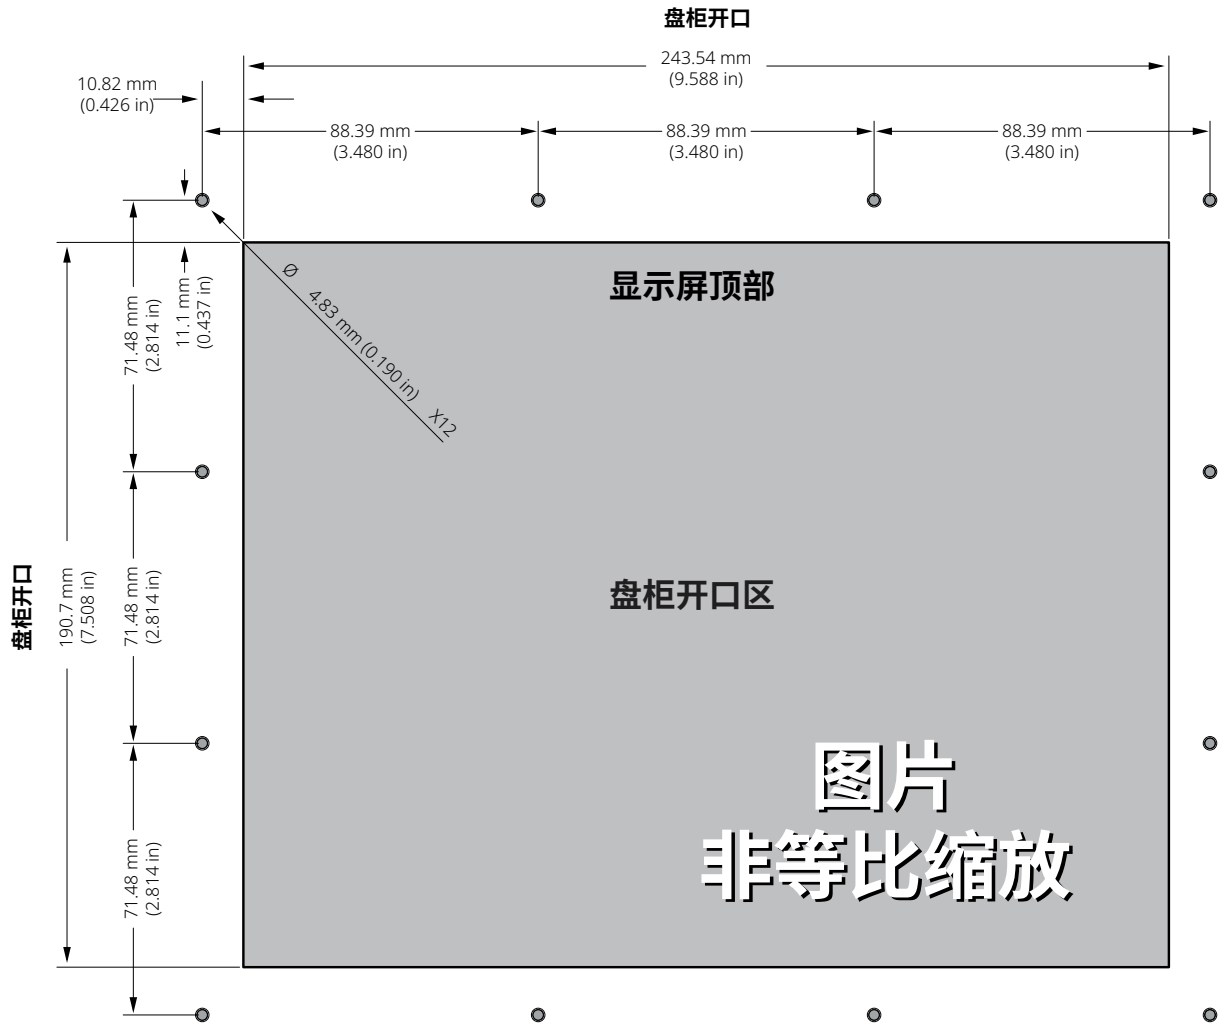 盘柜开口
243.54 mm
(9.588 in)
10.82 mm
(0.426 in)
88.39 mm
(3.480 in)
88.39 mm
(3.480 in)
88.39 mm
(3.480 in)
显示屏顶部
Ø 4.83 mm (0.190 in) X12
11.1 mm
(0.437 in)
71.48 mm
(2.814 in)
盘柜开口
190.7 mm
(7.508 in)
71.48 mm
(2.814 in)
盘柜开口区
71.48 mm
(2.814 in)
图片
非等比缩放